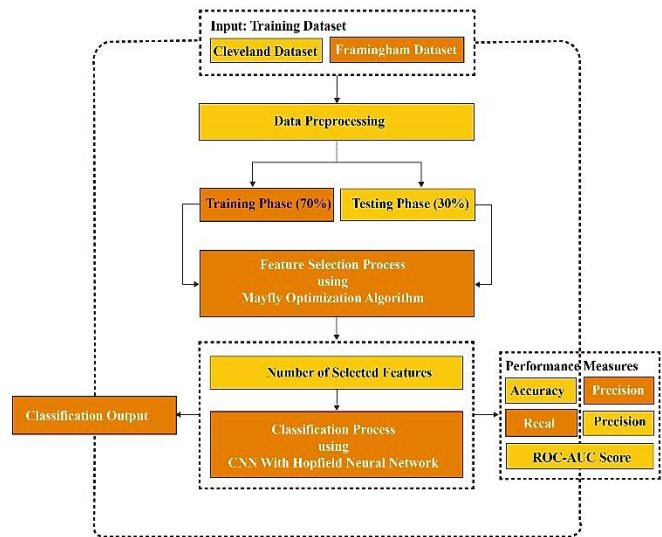 Input: Training Dataset
Cleveland Dataset
Framingham Dataset
Data Preprocessing
Training Phase (70%)
Testing Phase (30%)
Feature Selection Process
using
Mayfly Optimization Algorithm
Number of Selected Features
Classification Process
using
CNN With Hopfield Neural Network
Classification Output
Performance Measures
Accuracy
Precision
Recal
Precision
ROC-AUC Score